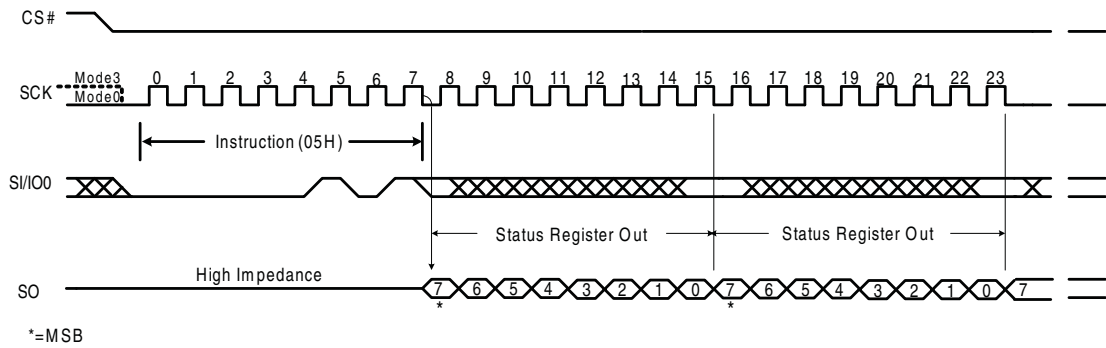 CS#
Mode3
SCK
Mode0
0 1 2 3 4 5 6 7 8 9 10 11 12 13 14 15 16 17 18 19 20 21 22 23
Instruction (05H)
SI/IO0
Status Register Out Status Register Out
High Impedance
SO
7 6 5 4 3 2 1 0 7 6 5 4 3 2 1 0 7
* *
*=MSB